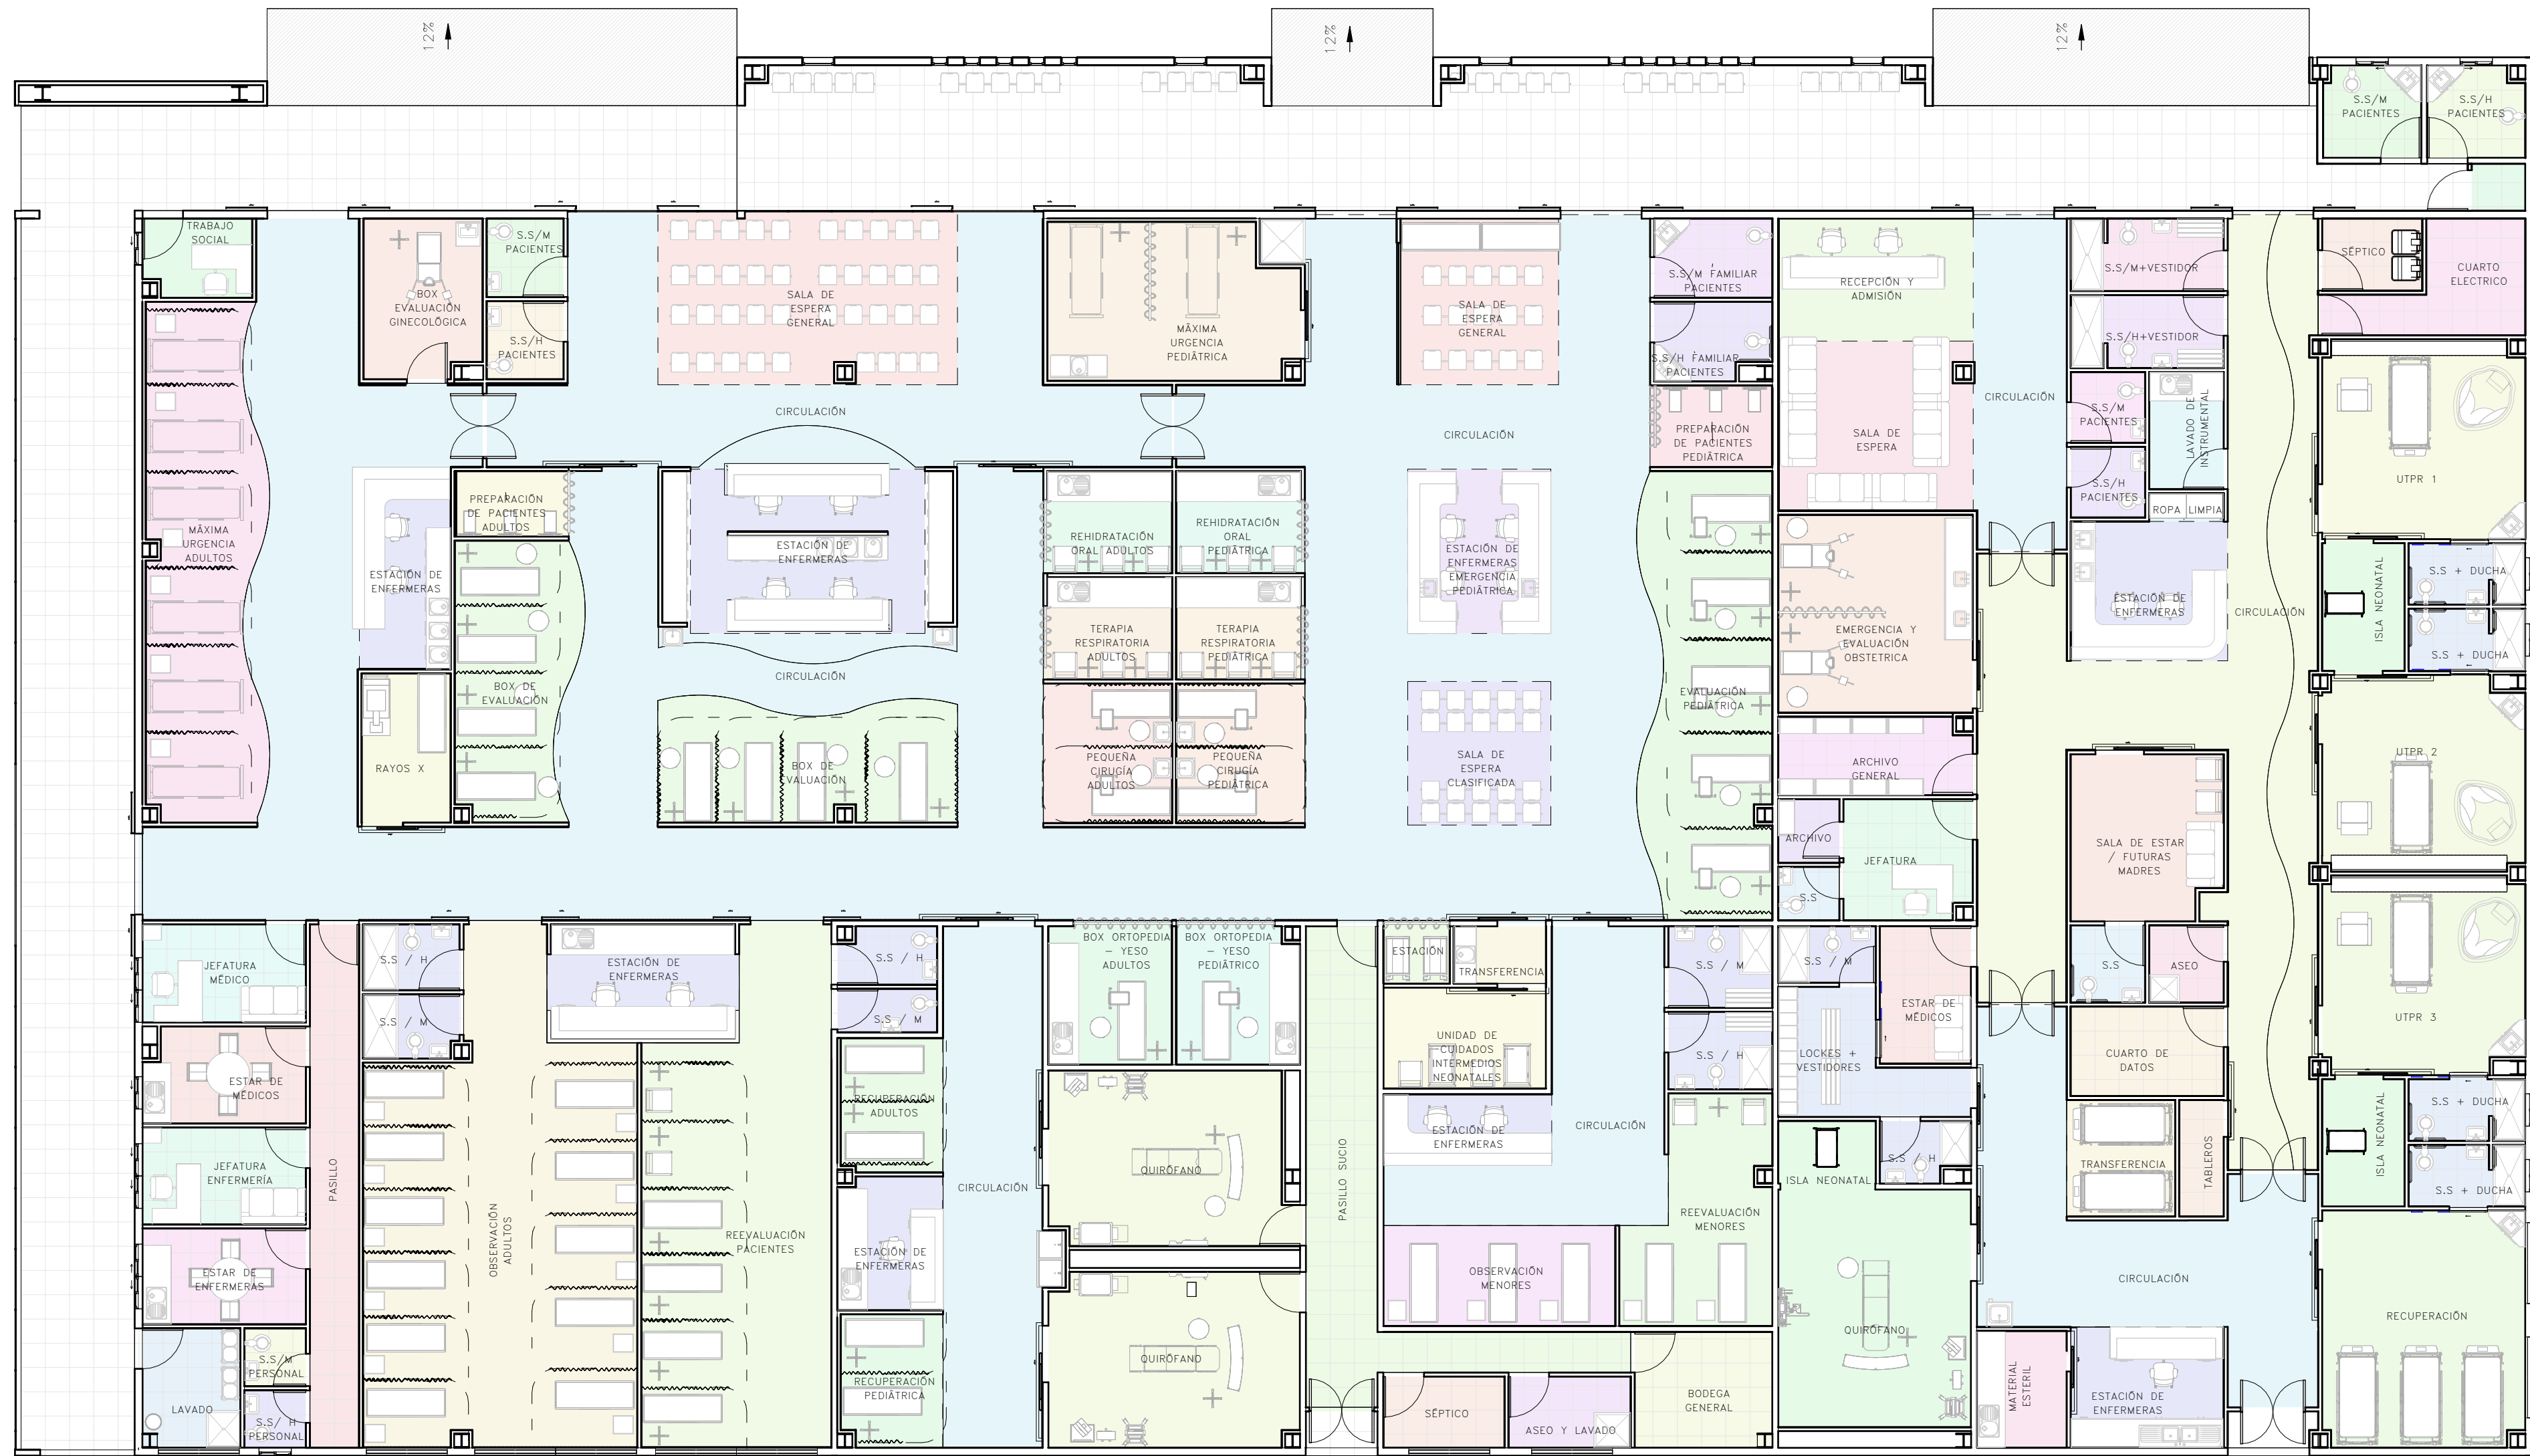 12%
12%
12%
S.S/M
PACIENTES
S.S/H
PACIENTES
TRABAJO
SOCIAL
BOX
EVALUACIÓN
GINECOLÓGICA
S.S/M
PACIENTES
S.S/H
PACIENTES
SALA DE
ESPERA
GENERAL
MÁXIMA
URGENCIA
PEDIÁTRICA
SALA DE
ESPERA
GENERAL
S.S/M FAMILIAR
PACIENTES
S.S/H FAMILIAR
PACIENTES
RECEPCIÓN Y
ADMISIÓN
S.S/M+VESTIDOR
S.S/H+VESTIDOR
SÉPTICO
CUARTO
ELECTRICO
CIRCULACIÓN
CIRCULACIÓN
PREPARACIÓN
DE PACIENTES
PEDIÁTRICA
SALA DE
ESPERA
CIRCULACIÓN
S.S/M
PACIENTES
LAVADO DE
INSTRUMENTAL
S.S/H
PACIENTES
ROPA LIMPIA
UTPR 1
MÁXIMA
URGENCIA
ADULTOS
PREPARACIÓN
DE PACIENTES
ADULTOS
ESTACIÓN DE
ENFERMERAS
ESTACIÓN DE
ENFERMERAS
REHIDRATACIÓN
ORAL ADULTOS
REHIDRATACIÓN
ORAL
PEDIÁTRICA
ESTACIÓN DE
ENFERMERAS
EMERGENCIA
PEDIÁTRICA
ESTACIÓN DE
ENFERMERAS
CIRCULACIÓN
ISLA NEONATAL
S.S + DUCHA
S.S + DUCHA
BOX DE
EVALUACIÓN
CIRCULACIÓN
TERAPIA
RESPIRATORIA
ADULTOS
TERAPIA
RESPIRATORIA
PEDIÁTRICA
EMERGENCIA Y
EVALUACIÓN
OBSTETRICA
EVALUACIÓN
PEDIÁTRICA
RAYOS X
BOX DE
EVALUACIÓN
PEQUEÑA
CIRUGÍA
ADULTOS
PEQUEÑA
CIRUGÍA
PEDIÁTRICA
SALA DE
ESPERA
CLASIFICADA
ARCHIVO
GENERAL
UTPR 2
ARCHIVO
JEFATURA
S.S
SALA DE ESTAR
/ FUTURAS
MADRES
JEFATURA
MÉDICO
S.S / H
S.S / M
ESTACIÓN DE
ENFERMERAS
S.S / H
S.S / M
BOX ORTOPEDIA
- YESO
ADULTOS
BOX ORTOPEDIA
- YESO
PEDIÁTRICO
ESTACIÓN
TRANSFERENCIA
S.S / M
S.S / H
S.S / M
ESTAR DE
MÉDICOS
S.S
ASEO
UTPR 3
ESTAR DE
MÉDICOS
UNIDAD DE
CUIDADOS
INTERMEDIOS
NEONATALES
LOCKES +
VESTIDORES
CUARTO DE
DATOS
JEFATURA
ENFERMERÍA
PASILLO
OBSERVACIÓN
ADULTOS
REEVALUACIÓN
PACIENTES
RECUPERACIÓN
ADULTOS
CIRCULACIÓN
QUIRÓFANO
PASILLO SUCIO
ESTACIÓN DE
ENFERMERAS
CIRCULACIÓN
REEVALUACIÓN
MENORES
ISLA NEONATAL
S.S / H
TRANSFERENCIA
TABLEROS
ISLA NEONATAL
S.S + DUCHA
S.S + DUCHA
ESTAR DE
ENFERMERAS
ESTACIÓN DE
ENFERMERAS
OBSERVACIÓN
MENORES
CIRCULACIÓN
RECUPERACIÓN
QUIRÓFANO
QUIRÓFANO
LAVADO
S.S/M
PERSONAL
S.S/ H
PERSONAL
RECUPERACIÓN
PEDIÁTRICA
SÉPTICO
ASEO Y LAVADO
BODEGA
GENERAL
MATERIAL
ESTERIL
ESTACIÓN DE
ENFERMERAS